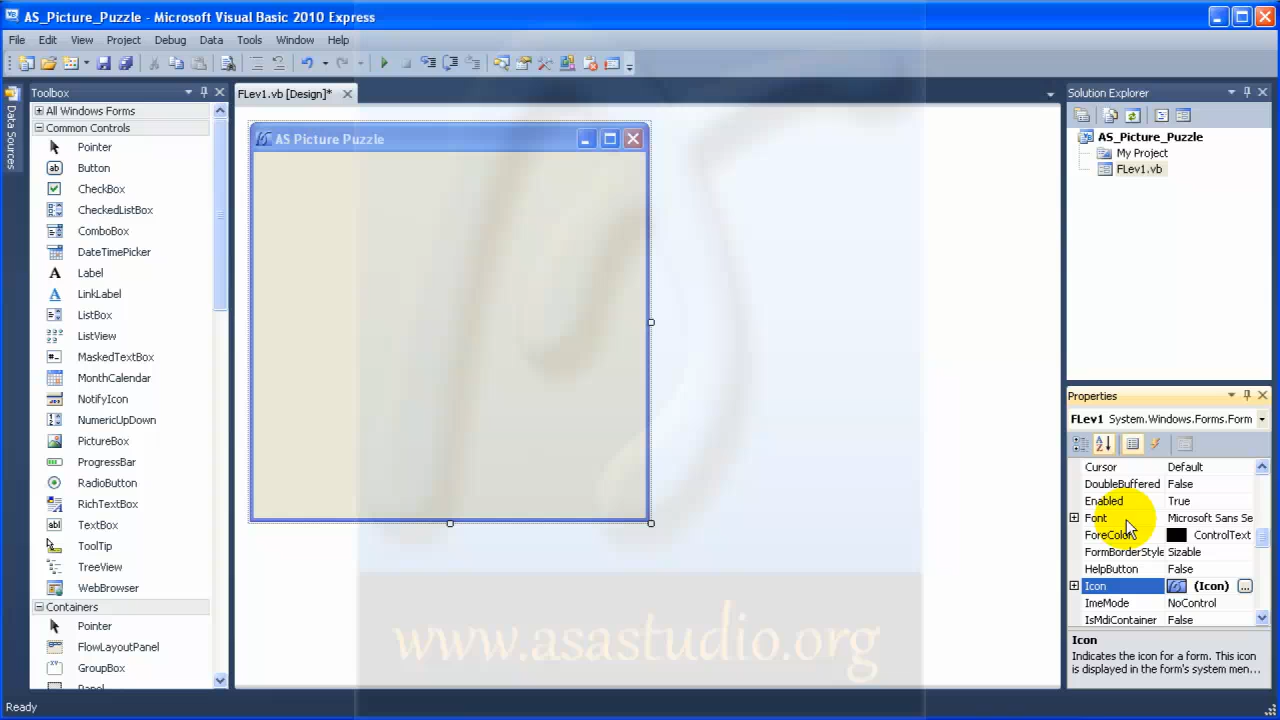 AS_Picture_Puzzle - Microsoft Visual Basic 2010 Express
File Edit View Project Debug Data Tools Window Help
Data Sources
Toolbox
All Windows Forms
Common Controls
Pointer
Button
CheckBox
CheckedListBox
ComboBox
DateTimePicker
Label
LinkLabel
ListBox
ListView
MaskedTextBox
MonthCalendar
NotifyIcon
NumericUpDown
PictureBox
ProgressBar
RadioButton
RichTextBox
TextBox
ToolTip
TreeView
WebBrowser
Containers
Pointer
FlowLayoutPanel
GroupBox
FLev1.vb [Design]*
AS Picture Puzzle
www.asastudio.org
Solution Explorer
AS_Picture_Puzzle
My Project
FLev1.vb
Properties
FLev1 System.Windows.Forms.Form
Cursor Default
DoubleBuffered False
Enabled True
Font Microsoft Sans Se
ForeColor ControlText
FormBorderStyle Sizable
HelpButton False
Icon (Icon) ...
ImeMode NoControl
IsMdiContainer False
Icon
Indicates the icon for a form. This icon
is displayed in the form's system men...
Ready